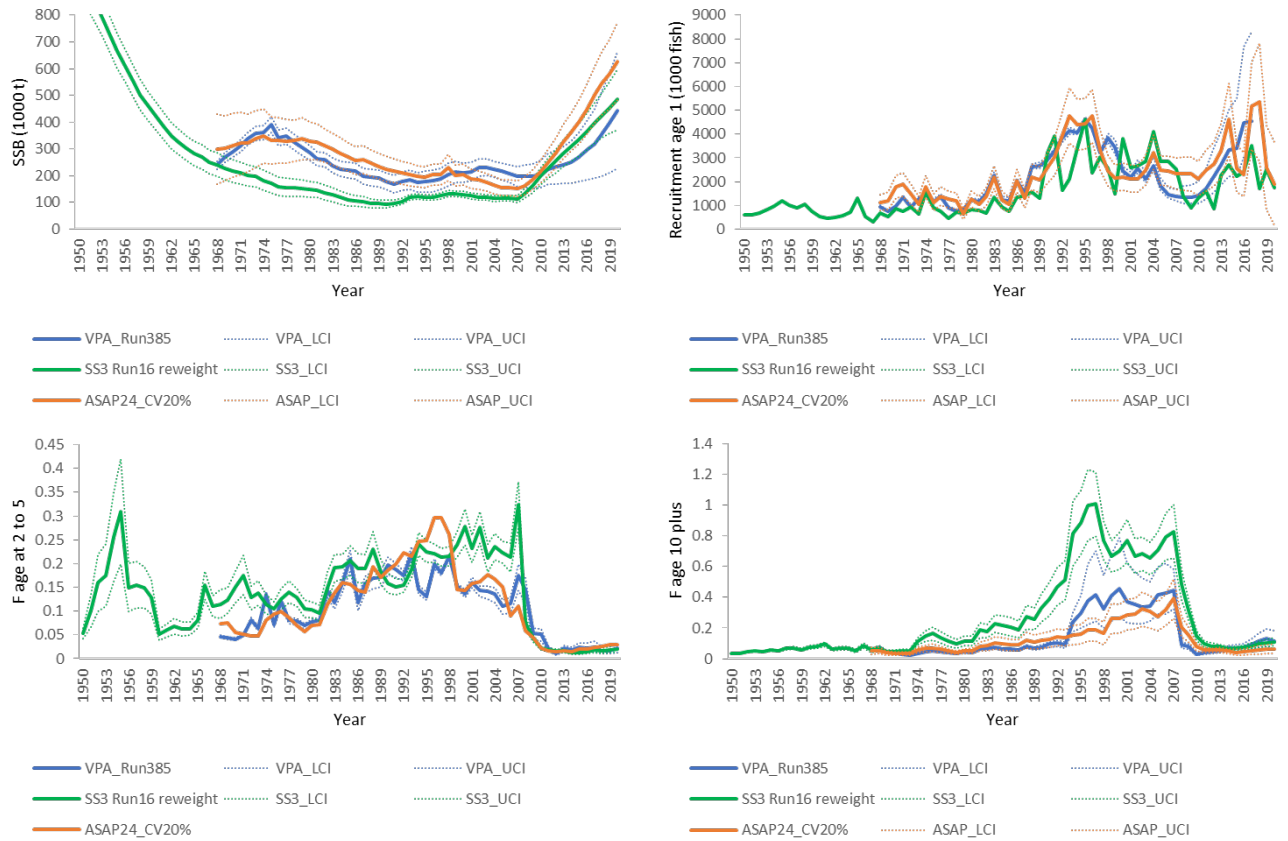 SSB (1000 t)
800
700
600
500
400
300
200
100
0
1950 1953 1956 1959 1962 1965 1968 1971 1974 1977 1980 1983 1986 1989 1992 1995 1998 2001 2004 2007 2010 2013 2016 2019
Year
VPA_Run385 VPA_LCI VPA_UCI
SS3 Run16 reweight SS3_LCI SS3_UCI
ASAP24_CV20% ASAP_LCI ASAP_UCI
Recruitment age 1 (1000 fish)
9000
8000
7000
6000
5000
4000
3000
2000
1000
0
1950 1953 1956 1959 1962 1965 1968 1971 1974 1977 1980 1983 1986 1989 1992 1995 1998 2001 2004 2007 2010 2013 2016 2019
Year
VPA_Run385 VPA_LCI VPA_UCI
SS3 Run16 reweight SS3_LCI SS3_UCI
ASAP24_CV20% ASAP_LCI ASAP_UCI
F age at 2 to 5
0.45
0.4
0.35
0.3
0.25
0.2
0.15
0.1
0.05
0
1950 1953 1956 1959 1962 1965 1968 1971 1974 1977 1980 1983 1986 1989 1992 1995 1998 2001 2004 2007 2010 2013 2016 2019
Year
VPA_Run385 VPA_LCI VPA_UCI
SS3 Run16 reweight SS3_LCI SS3_UCI
ASAP24_CV20%
F age 10 plus
1.4
1.2
1
0.8
0.6
0.4
0.2
0
1950 1953 1956 1959 1962 1965 1968 1971 1974 1977 1980 1983 1986 1989 1992 1995 1998 2001 2004 2007 2010 2013 2016 2019
Year
VPA_Run385 VPA_LCI VPA_UCI
SS3 Run16 reweight SS3_LCI SS3_UCI
ASAP24_CV20% ASAP_LCI ASAP_UCI